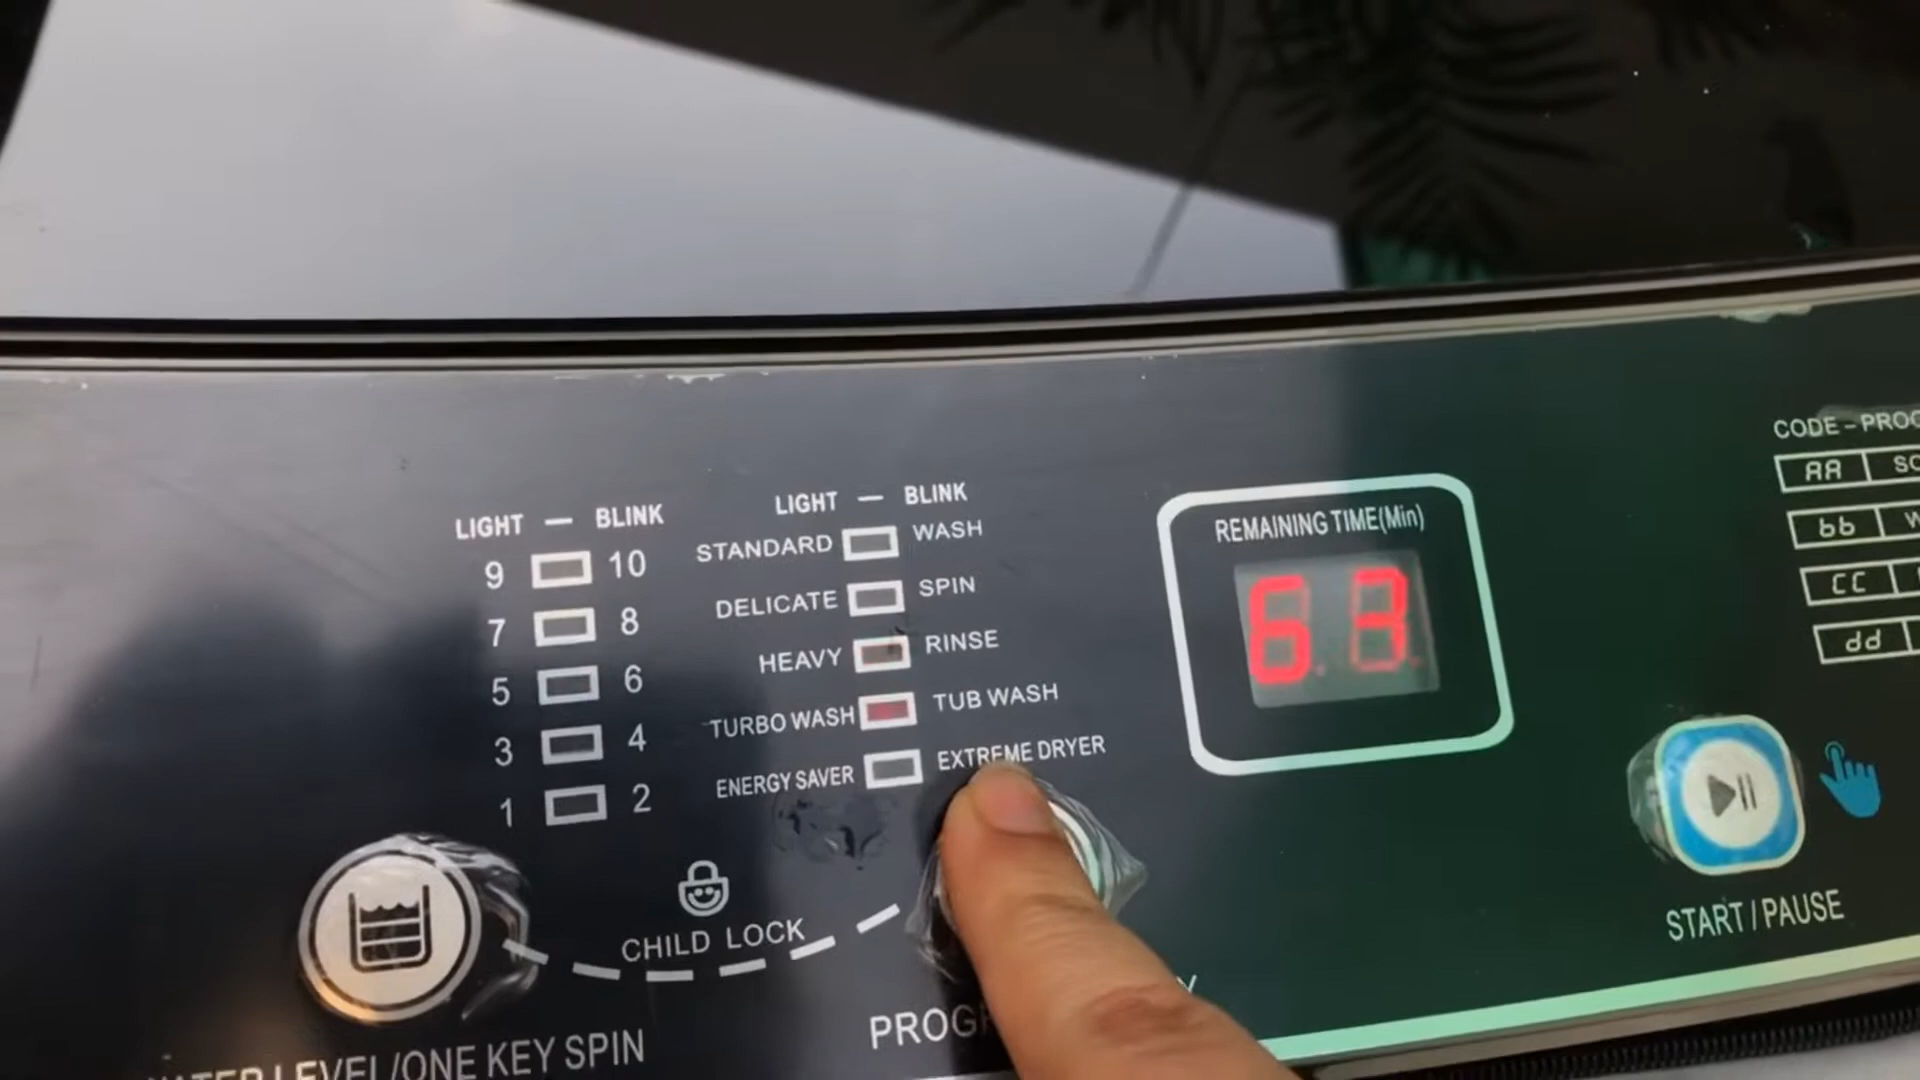 LIGHT — BLINK
9 10
7 8
5 6
3 4
1 2
LIGHT — BLINK
STANDARD WASH
DELICATE SPIN
HEAVY RINSE
TURBO WASH TUB WASH
ENERGY SAVER EXTREME DRYER
REMAINING TIME(Min)
63
CODE – PROG
AA
bb
CC
dd
CHILD LOCK
START / PAUSE
LEVEL/ONE KEY SPIN